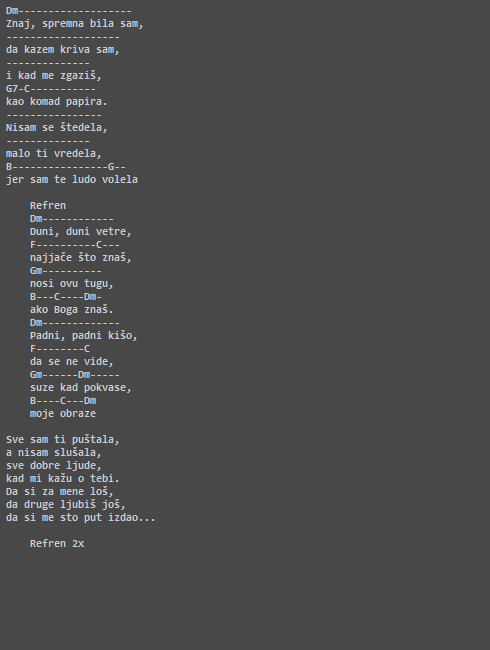 Dm-------------------
Znaj, spremna bila sam,
-------------------
da kazem kriva sam,
--------------
i kad me zgaziš,
G7-C-----------
kao komad papira.
----------------
Nisam se štedela,
--------------
malo ti vredela,
B----------------G--
jer sam te ludo volela
Refren
Dm------------
Duni, duni vetre,
F----------C---
najjače što znaš,
Gm----------
nosi ovu tugu,
B---C----Dm-
ako Boga znaš.
Dm-------------
Padni, padni kišo,
F--------C
da se ne vide,
Gm------Dm-----
suze kad pokvase,
B----C---Dm
moje obraze
Sve sam ti puštala,
a nisam slušala,
sve dobre ljude,
kad mi kažu o tebi.
Da si za mene loš,
da druge ljubiš još,
da si me sto put izdao...
Refren 2x